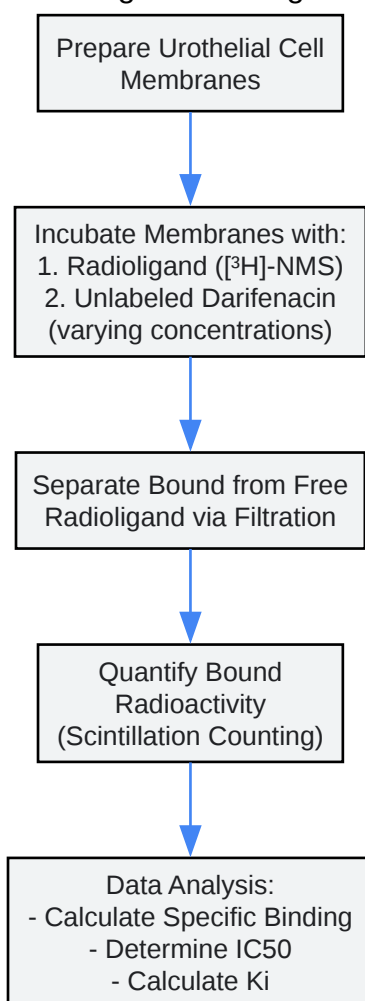 Prepare Urothelial Cell
Membranes
Incubate Membranes with:
1. Radioligand ([³H]-NMS)
2. Unlabeled Darifenacin
(varying concentrations)
Separate Bound from Free
Radioligand via Filtration
Quantify Bound
Radioactivity
(Scintillation Counting)
Data Analysis:
- Calculate Specific Binding
- Determine IC50
- Calculate Ki